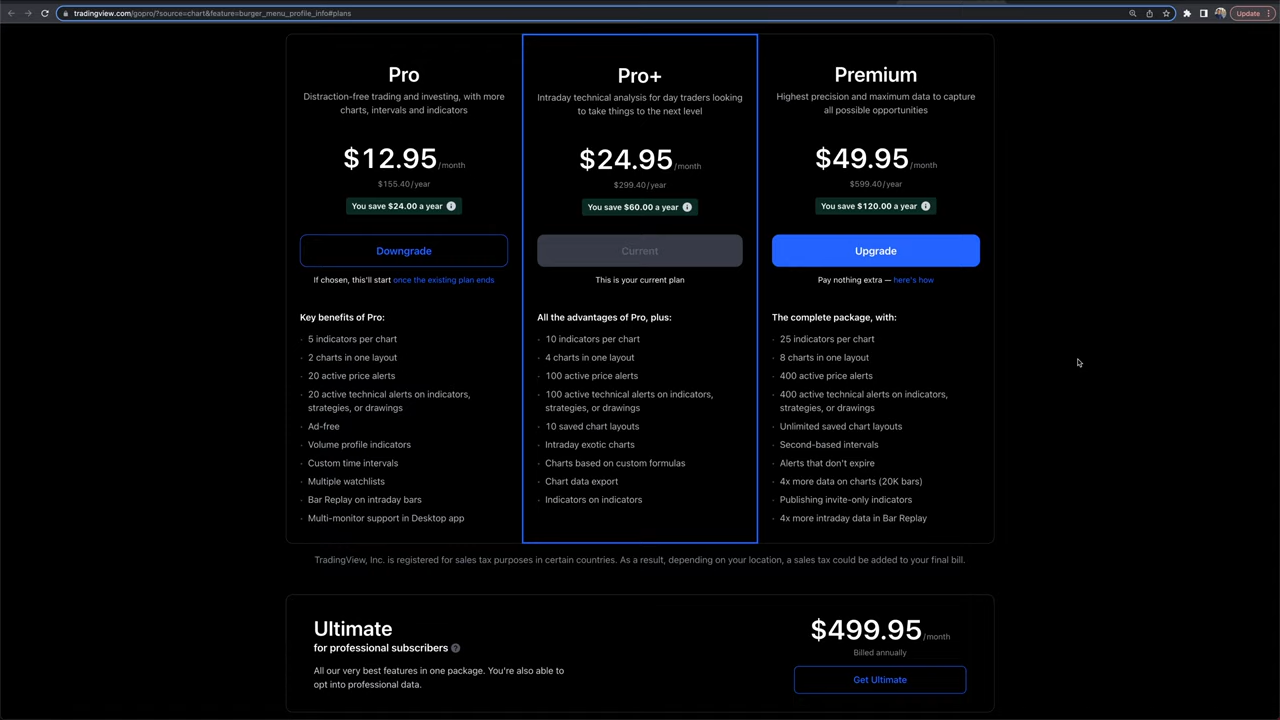 tradingview.com/gopro/?source=chart&feature=burger_menu_profile_info#plans
Update
Pro
Distraction-free trading and investing, with more
charts, intervals and indicators
$12.95/month
$155.40/year
You save $24.00 a year
Downgrade
If chosen, this'll start once the existing plan ends
Key benefits of Pro:
· 5 indicators per chart
· 2 charts in one layout
· 20 active price alerts
· 20 active technical alerts on indicators,
strategies, or drawings
· Ad-free
· Volume profile indicators
· Custom time intervals
· Multiple watchlists
· Bar Replay on intraday bars
· Multi-monitor support in Desktop app
Pro+
Intraday technical analysis for day traders looking
to take things to the next level
$24.95/month
$299.40/year
You save $60.00 a year
Current
This is your current plan
All the advantages of Pro, plus:
· 10 indicators per chart
· 4 charts in one layout
· 100 active price alerts
· 100 active technical alerts on indicators,
strategies, or drawings
· 10 saved chart layouts
· Intraday exotic charts
· Charts based on custom formulas
· Chart data export
· Indicators on indicators
Premium
Highest precision and maximum data to capture
all possible opportunities
$49.95/month
$599.40/year
You save $120.00 a year
Upgrade
Pay nothing extra — here's how
The complete package, with:
· 25 indicators per chart
· 8 charts in one layout
· 400 active price alerts
· 400 active technical alerts on indicators,
strategies, or drawings
· Unlimited saved chart layouts
· Second-based intervals
· Alerts that don't expire
· 4x more data on charts (20K bars)
· Publishing invite-only indicators
· 4x more intraday data in Bar Replay
TradingView, Inc. is registered for sales tax purposes in certain countries. As a result, depending on your location, a sales tax could be added to your final bill.
Ultimate
for professional subscribers ?
All our very best features in one package. You're also able to
opt into professional data.
$499.95/month
Billed annually
Get Ultimate